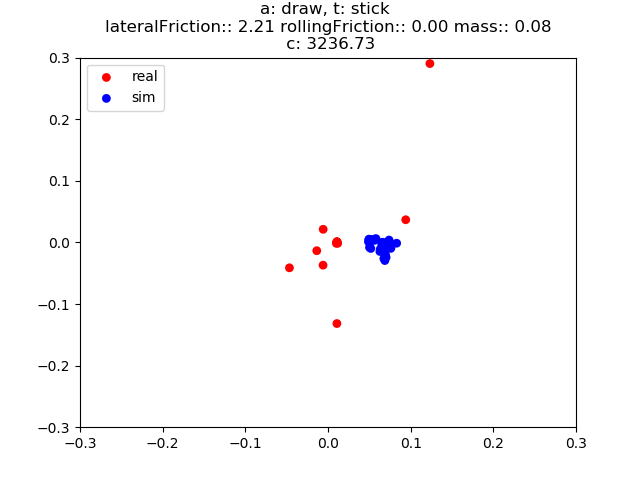 a: draw, t: stick
lateralFriction:: 2.21 rollingFriction:: 0.00 mass:: 0.08
c: 3236.73
real
sim
0.3
0.2
0.1
0.0
−0.1
−0.2
−0.3
−0.3
−0.2
−0.1
0.0
0.1
0.2
0.3